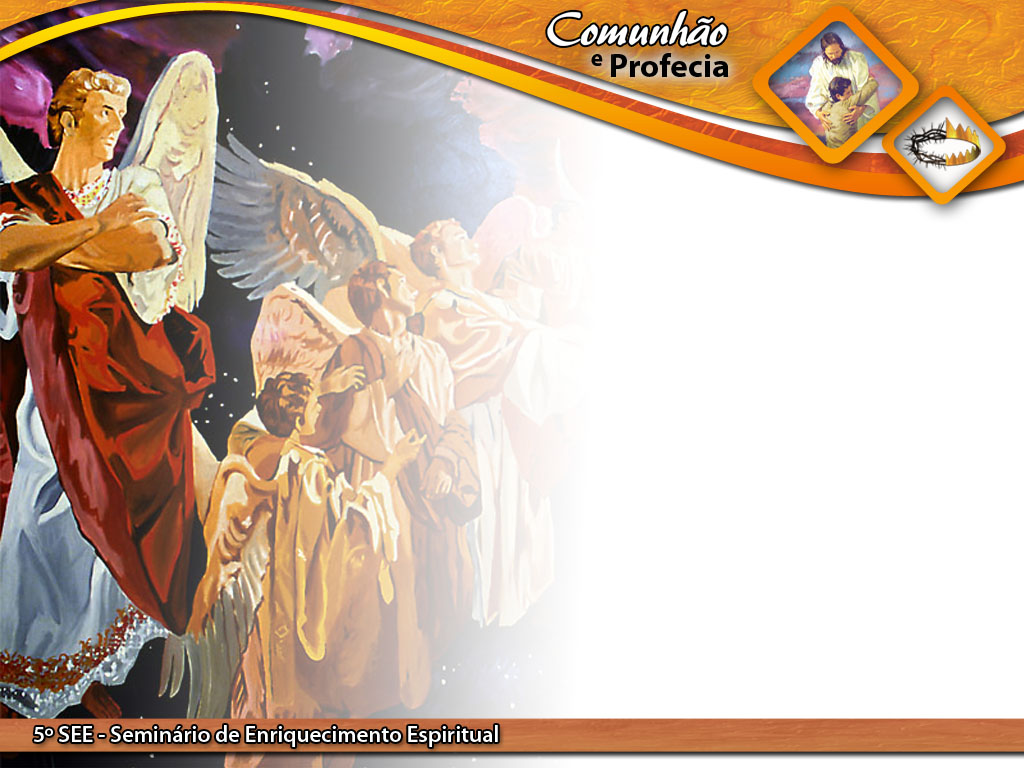 Comunhão
e Profecia
5º SEE - Seminário de Enriquecimento Espiritual